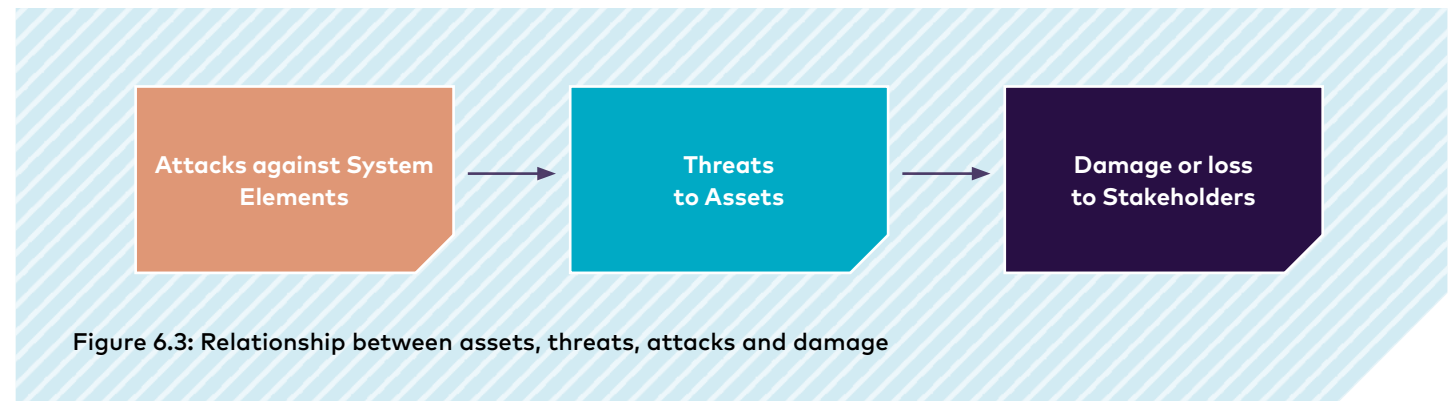 Attacks against System
Elements
Threats
to Assets
Damage or loss
to Stakeholders
Figure 6.3: Relationship between assets, threats, attacks and damage